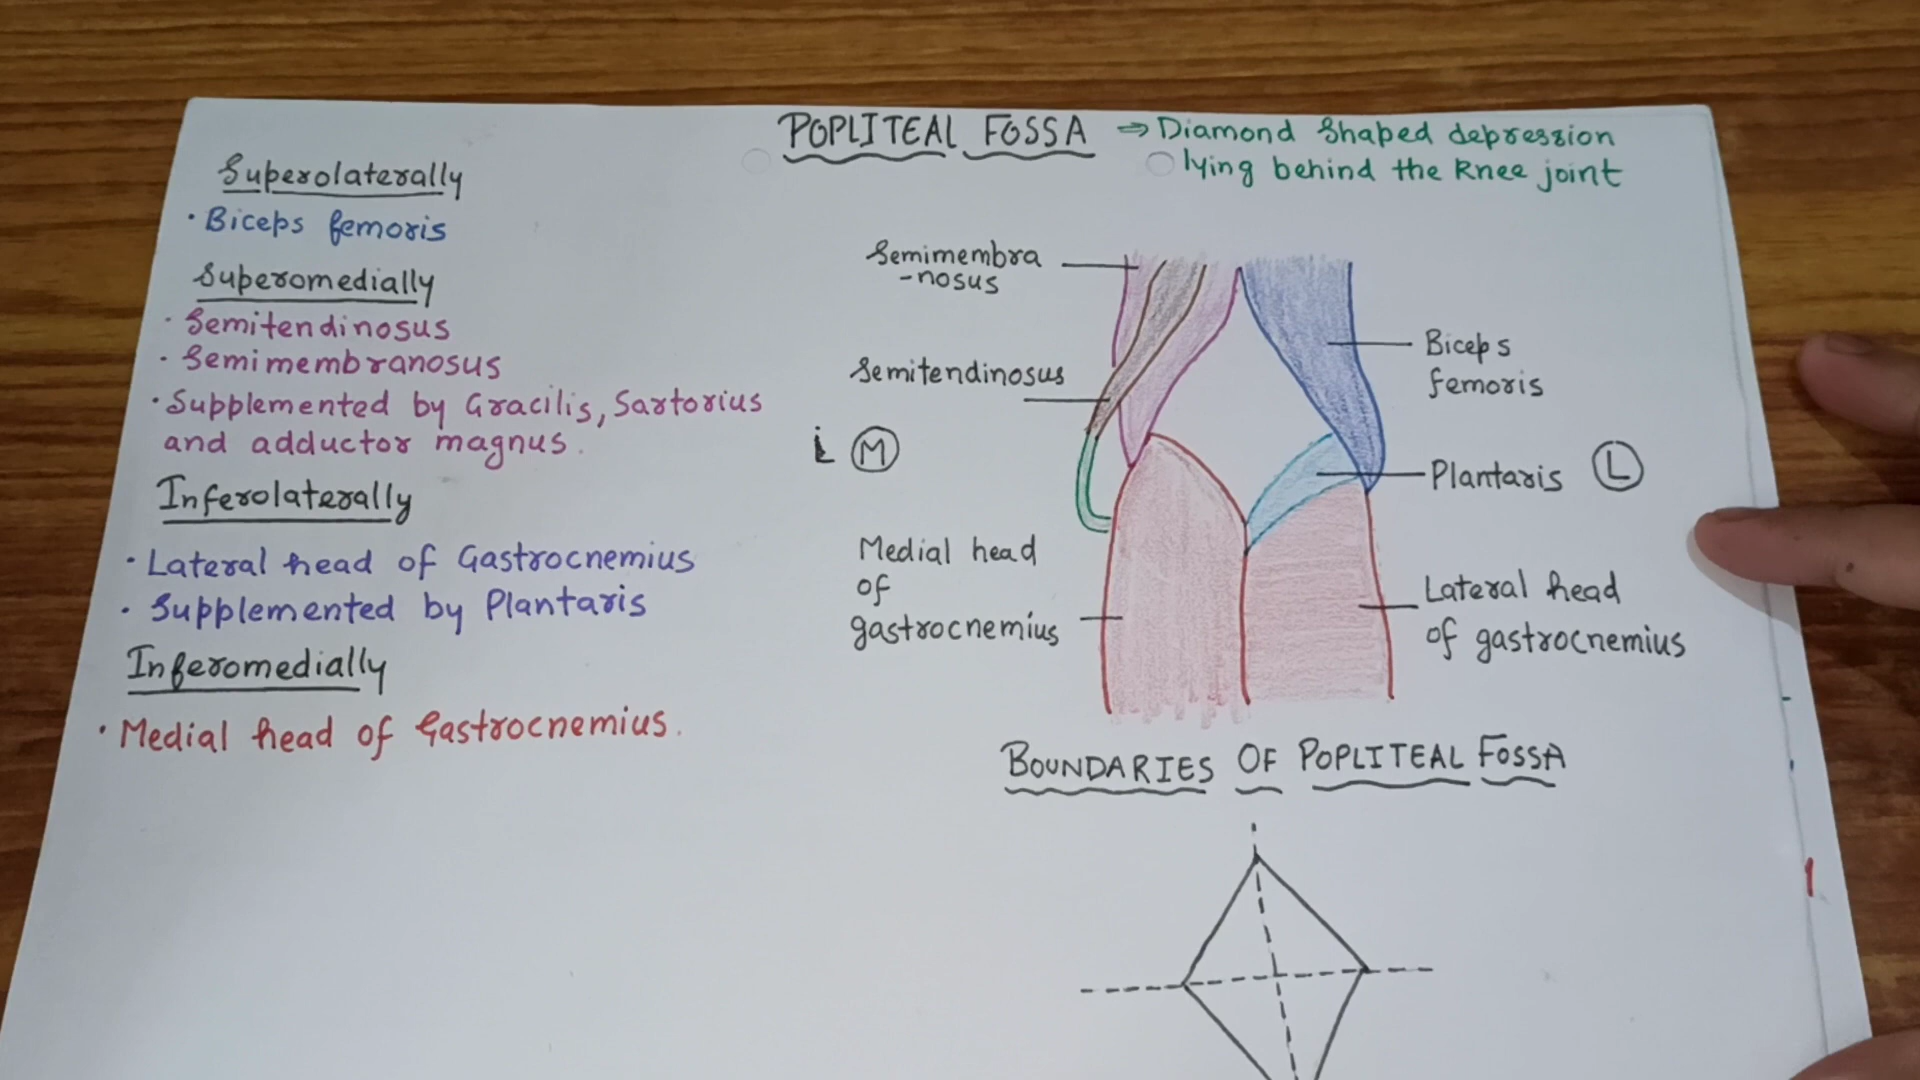 POPLITEAL FOSSA ⇒ Diamond shaped depression
lying behind the knee joint
Superolaterally
• Biceps femoris
Superomedially
• Semitendinosus
• Semimembranosus
• Supplemented by Gracilis, Sartorius
and adductor magnus.
Inferolaterally
• Lateral head of Gastrocnemius
• Supplemented by Plantaris
Inferomedially
• Medial head of Gastrocnemius.
Semimembra
-nosus
Semitendinosus
L M
Medial head
of
gastrocnemius
Biceps
femoris
Plantaris L
Lateral head
of gastrocnemius
BOUNDARIES OF POPLITEAL FOSSA